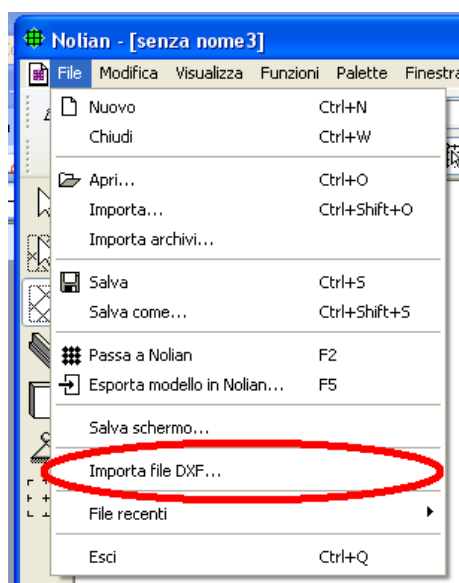 Nolian - [senza nome3]
File Modifica Visualizza Funzioni Palette Finestra
Nuovo Ctrl+N
Chiudi Ctrl+W
Apri... Ctrl+O
Importa... Ctrl+Shift+O
Importa archivi...
Salva Ctrl+S
Salva come... Ctrl+Shift+S
Passa a Nolian F2
Esporta modello in Nolian... F5
Salva schermo...
Importa file DXF...
File recenti
Esci Ctrl+Q